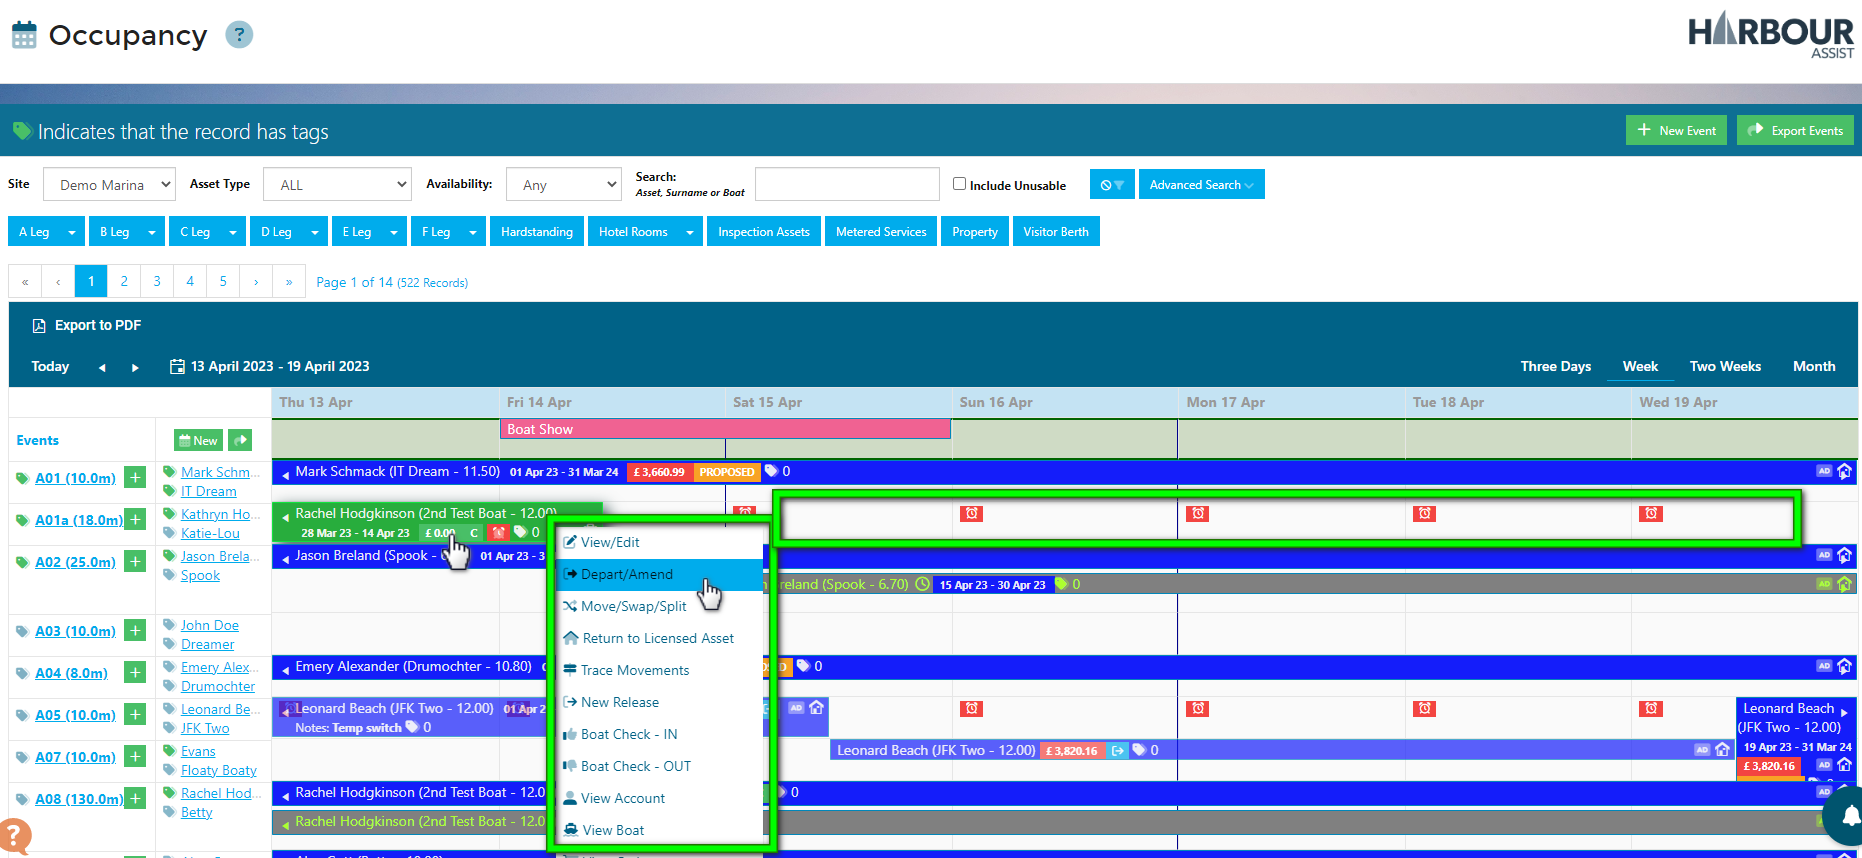 Occupancy ?
HARBOUR
ASSIST
Indicates that the record has tags
New Event
Export Events
Site
Demo Marina
Asset Type
ALL
Availability:
Any
Search:
Asset, Surname or Boat
Include Unusable
Advanced Search
A Leg
B Leg
C Leg
D Leg
E Leg
F Leg
Hardstanding
Hotel Rooms
Inspection Assets
Metered Services
Property
Visitor Berth
« ‹ 1 2 3 4 5 › » Page 1 of 14 (522 Records)
Export to PDF
Today
13 April 2023 - 19 April 2023
Three Days
Week
Two Weeks
Month
Thu 13 Apr
Fri 14 Apr
Sat 15 Apr
Sun 16 Apr
Mon 17 Apr
Tue 18 Apr
Wed 19 Apr
Boat Show
Events
New
A01 (10.0m) +
Mark Schm...
IT Dream
Mark Schmack (IT Dream - 11.50) 01 Apr 23 - 31 Mar 24 £ 3,660.99 PROPOSED 0
AD
A01a (18.0m) +
Kathryn Ho...
Katie-Lou
Rachel Hodgkinson (2nd Test Boat - 12.00)
28 Mar 23 - 14 Apr 23 £ 0.00 C 0
A02 (25.0m) +
Jason Brela...
Spook
Jason Breland (Spook - 01 Apr 23 - 3
AD
reland (Spook - 6.70) 15 Apr 23 - 30 Apr 23 0
AD
A03 (10.0m) +
John Doe
Dreamer
A04 (8.0m) +
Emery Alex...
Drumochter
Emery Alexander (Drumochter - 10.80)
0
AD
A05 (10.0m) +
Leonard Be...
JFK Two
Leonard Beach (JFK Two - 12.00) 01 Apr 2
Notes: Temp switch 0
AD
Leonard Beach
(JFK Two - 12.00)
19 Apr 23 - 31 Mar 24
£ 3,820.16
AD
A07 (10.0m) +
Evans
Floaty Boaty
Leonard Beach (JFK Two - 12.00) £ 3,820.16 0
AD
A08 (130.0m) +
Rachel Hod...
Betty
Rachel Hodgkinson (2nd Test Boat - 12.0
0
AD
Rachel Hodgkinson (2nd Test Boat - 12.0
View/Edit
Depart/Amend
Move/Swap/Split
Return to Licensed Asset
Trace Movements
New Release
Boat Check - IN
Boat Check - OUT
View Account
View Boat
?